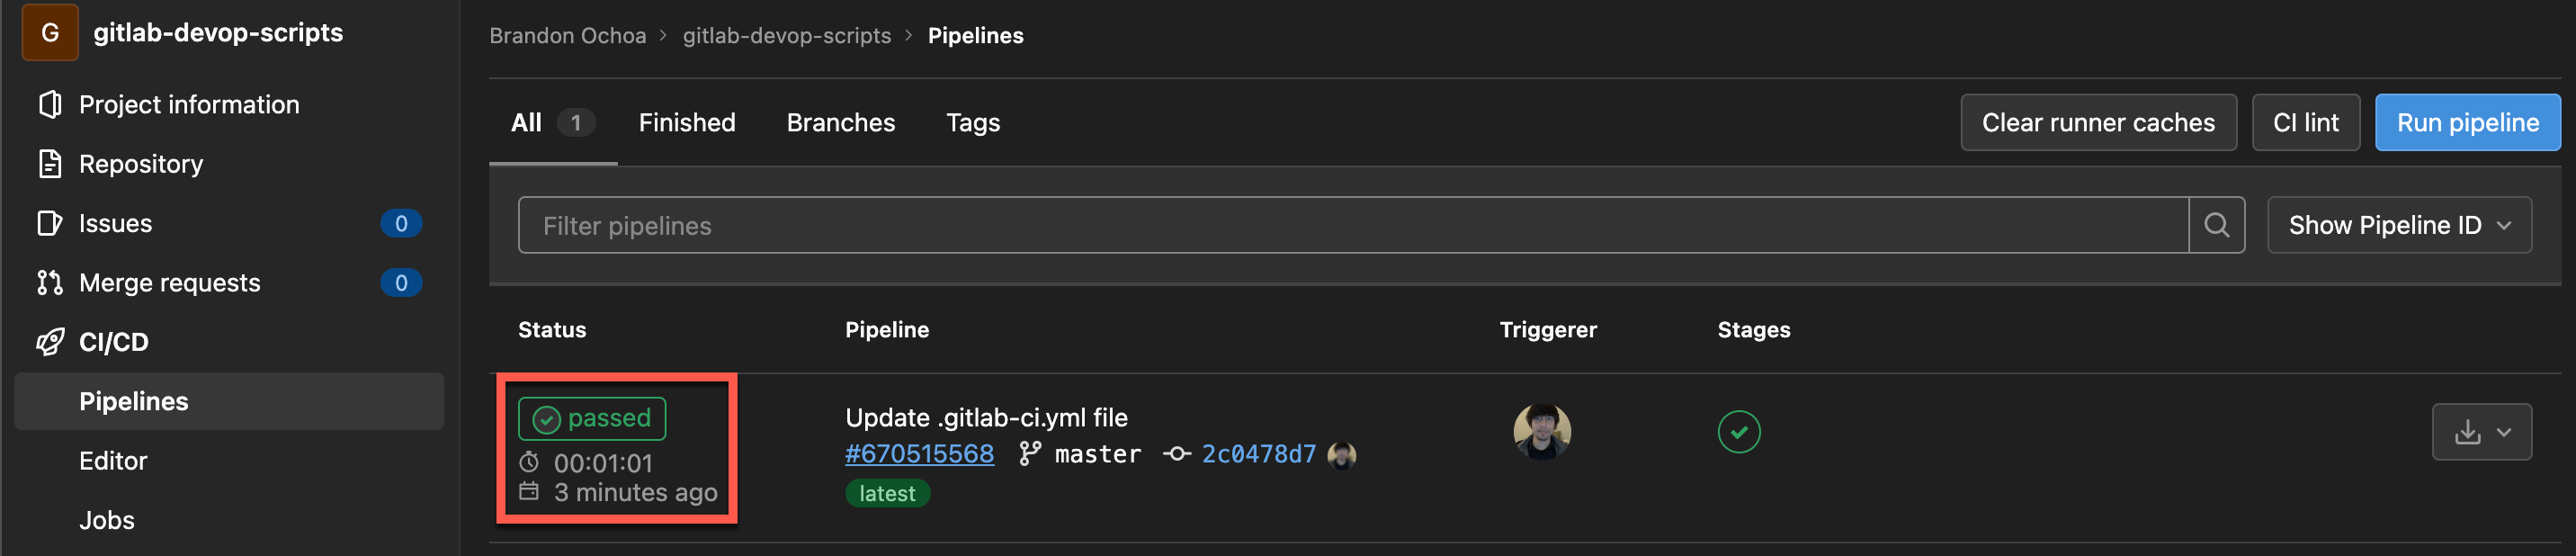 G gitlab-devop-scripts
Project information
Repository
Issues 0
Merge requests 0
CI/CD
Pipelines
Editor
Jobs
Brandon Ochoa > gitlab-devop-scripts > Pipelines
All 1 Finished Branches Tags
Clear runner caches CI lint Run pipeline
Filter pipelines Show Pipeline ID
Status Pipeline Triggerer Stages
passed
00:01:01
3 minutes ago
Update .gitlab-ci.yml file
#670515568 master 2c0478d7
latest